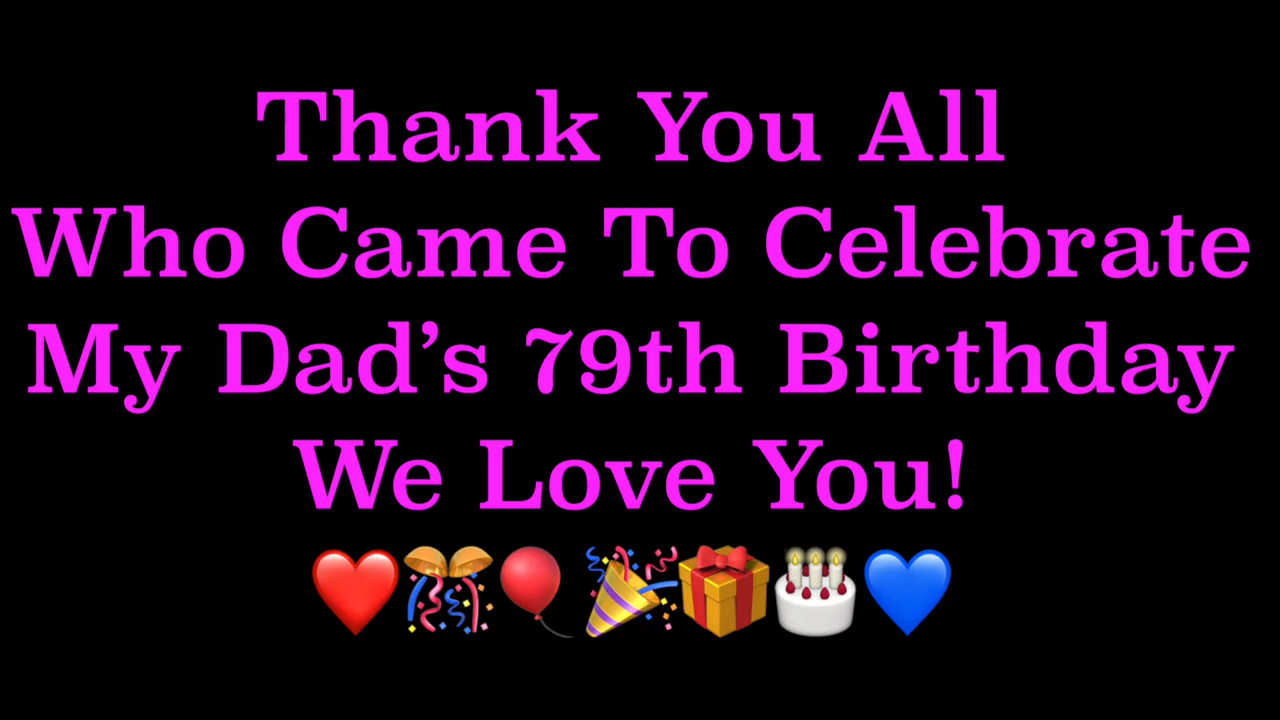 Thank You All
Who Came To Celebrate
My Dad’s 79th Birthday
We Love You!
❤️🎊🎈🎉🎁🎂💙